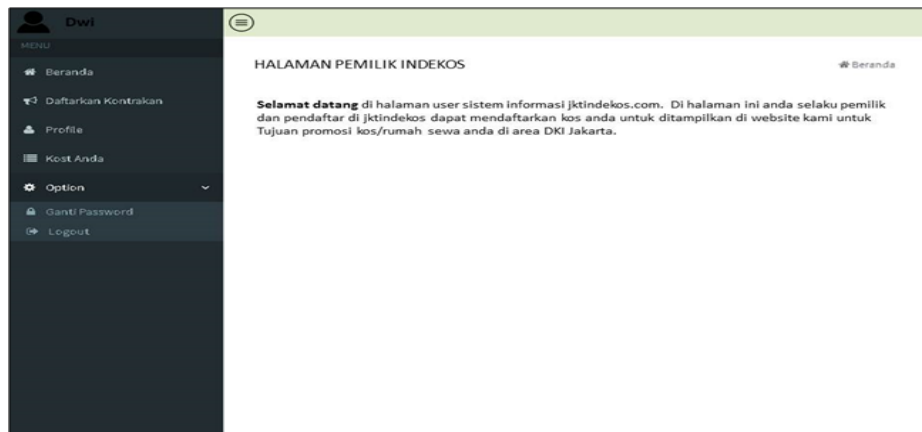 Dwi
MENU
Beranda
Daftarkan Kontrakan
Profile
Kost Anda
Option
Ganti Password
Logout
HALAMAN PEMILIK INDEKOS
Beranda
Selamat datang di halaman user sistem informasi jktindekos.com. Di halaman ini anda selaku pemilik
dan pendaftar di jktindekos dapat mendaftarkan kos anda untuk ditampilkan di website kami untuk
Tujuan promosi kos/rumah sewa anda di area DKI Jakarta.